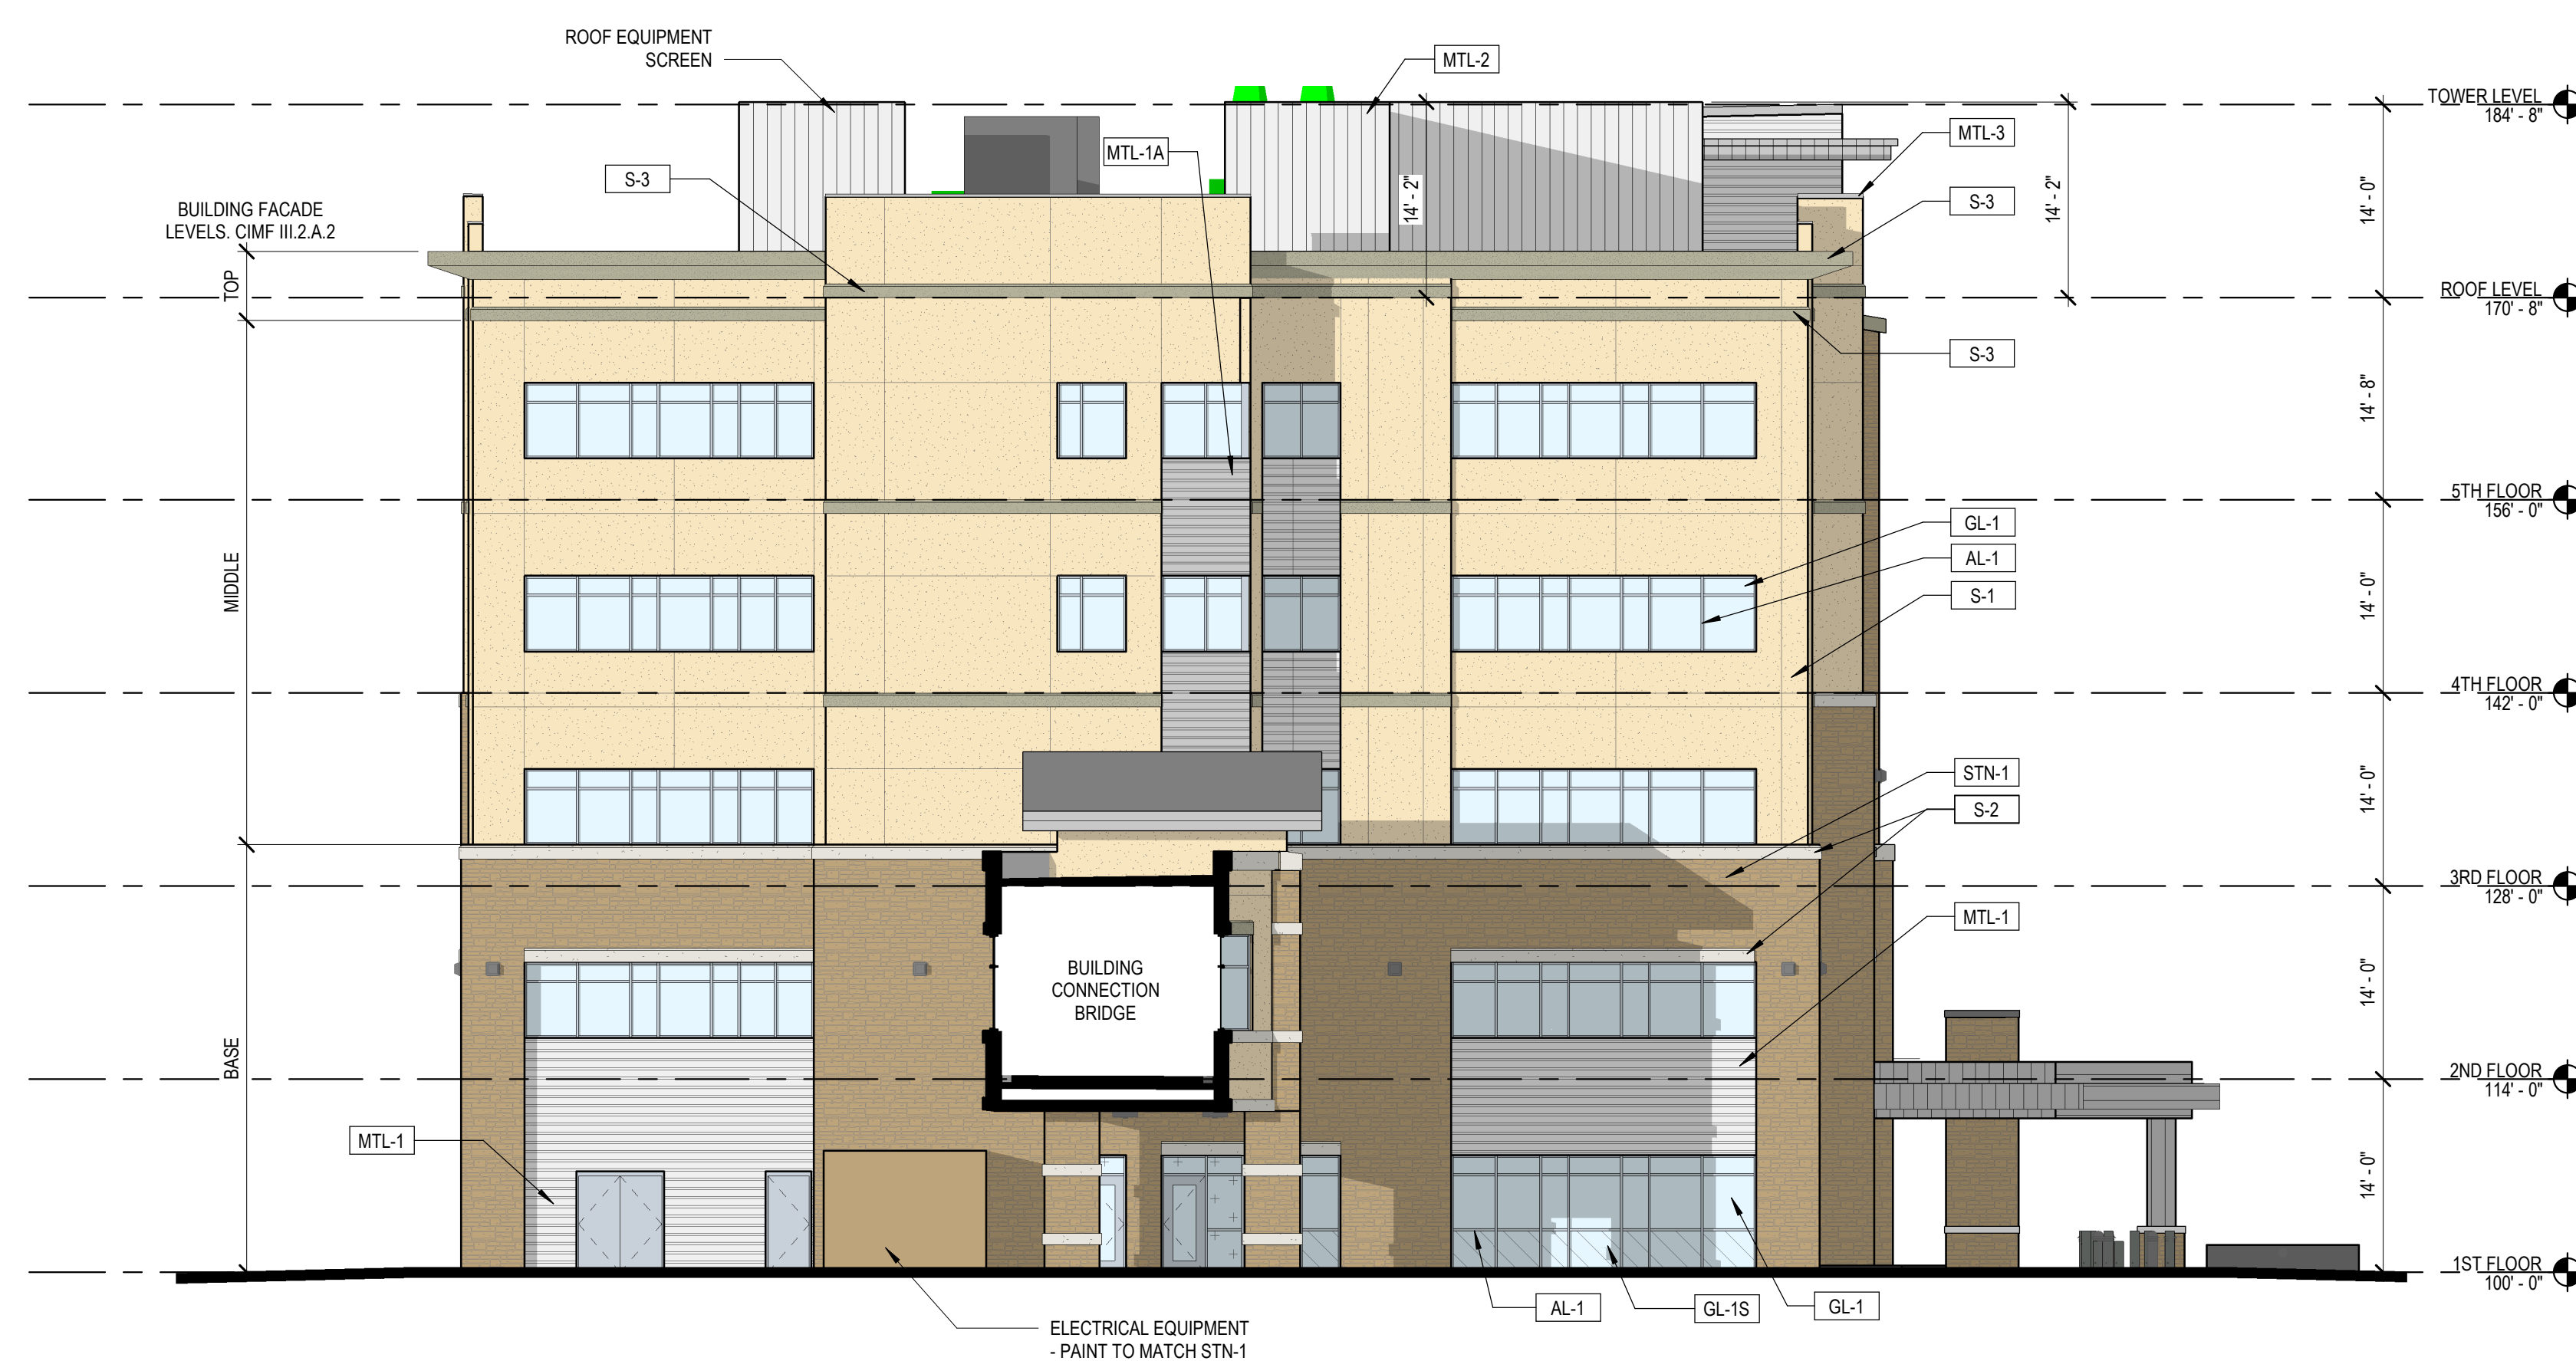 ROOF EQUIPMENT
SCREEN
MTL-2
TOWER LEVEL
184' - 8"
MTL-3
MTL-1A
S-3
14' - 2"
14' - 2"
14' - 0"
S-3
BUILDING FACADE
LEVELS. CIMF III.2.A.2
TOP
ROOF LEVEL
170' - 8"
S-3
14' - 8"
5TH FLOOR
156' - 0"
GL-1
AL-1
MIDDLE
S-1
14' - 0"
4TH FLOOR
142' - 0"
STN-1
14' - 0"
S-2
3RD FLOOR
128' - 0"
MTL-1
BUILDING
CONNECTION
BRIDGE
14' - 0"
BASE
2ND FLOOR
114' - 0"
MTL-1
14' - 0"
1ST FLOOR
100' - 0"
AL-1
GL-1S
GL-1
ELECTRICAL EQUIPMENT
- PAINT TO MATCH STN-1